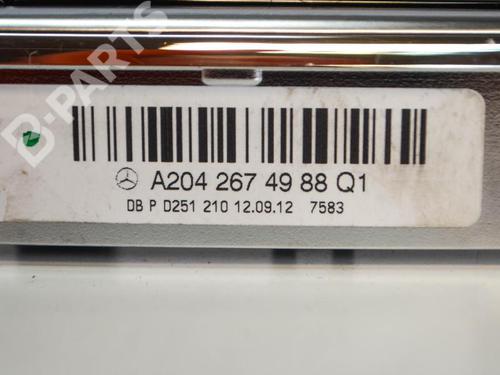 B-PARTS
A204 267 49 88 Q1
DB P D251 210 12.09.12 7583